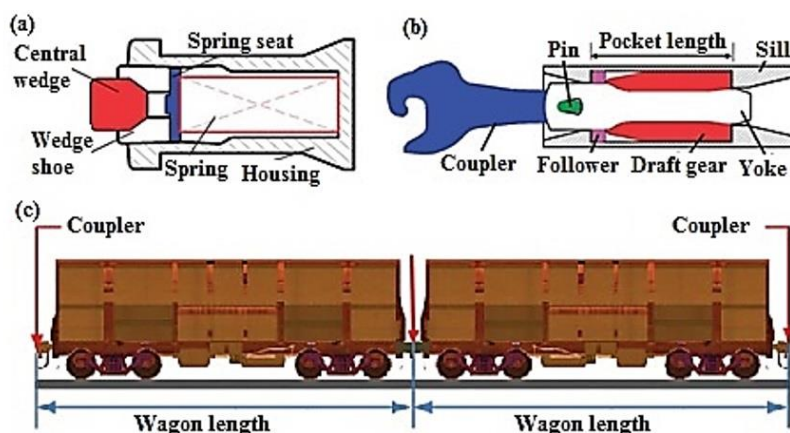 (a)
Central
wedge
Spring seat
Wedge
shoe
Spring
Housing
(b)
Pin
Pocket length
Sill
Coupler
Follower
Draft gear
Yoke
(c)
Coupler
Coupler
Wagon length
Wagon length